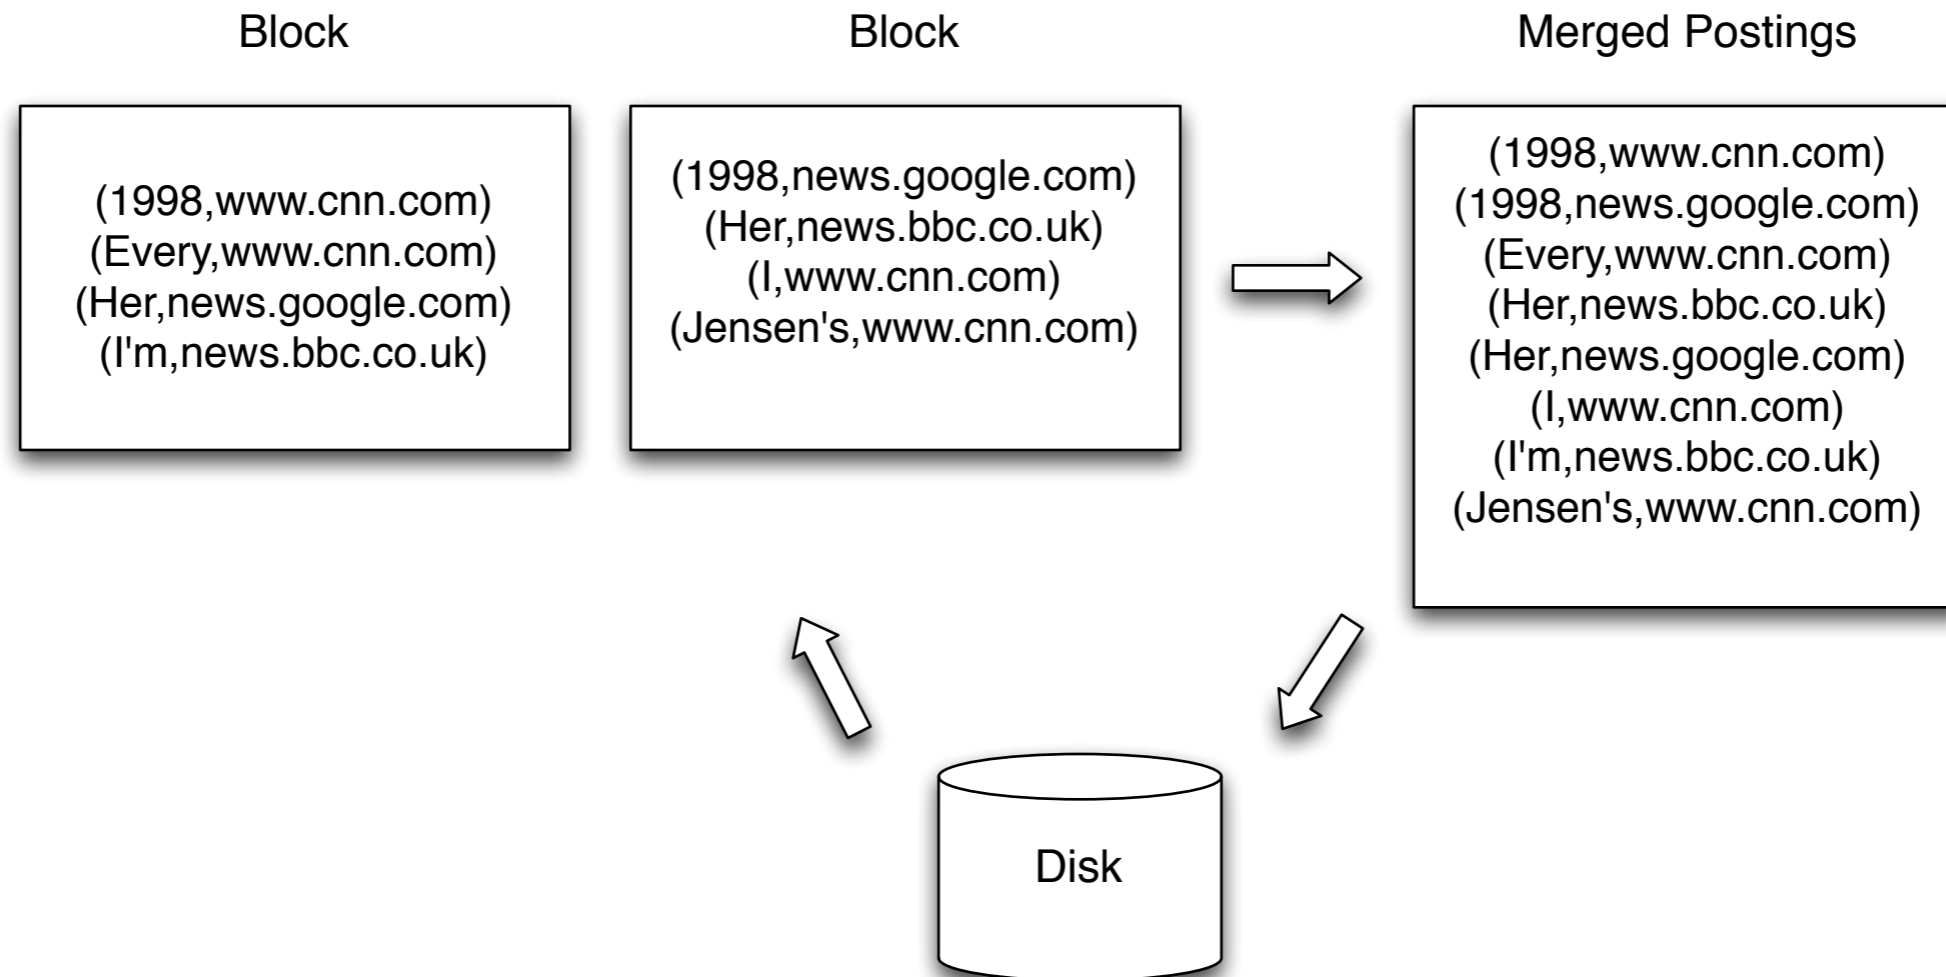 Block
(1998,www.cnn.com)
(Every,www.cnn.com)
(Her,news.google.com)
(I'm,news.bbc.co.uk)
Block
(1998,news.google.com)
(Her,news.bbc.co.uk)
(I,www.cnn.com)
(Jensen's,www.cnn.com)
Merged Postings
(1998,www.cnn.com)
(1998,news.google.com)
(Every,www.cnn.com)
(Her,news.bbc.co.uk)
(Her,news.google.com)
(I,www.cnn.com)
(I'm,news.bbc.co.uk)
(Jensen's,www.cnn.com)
Disk